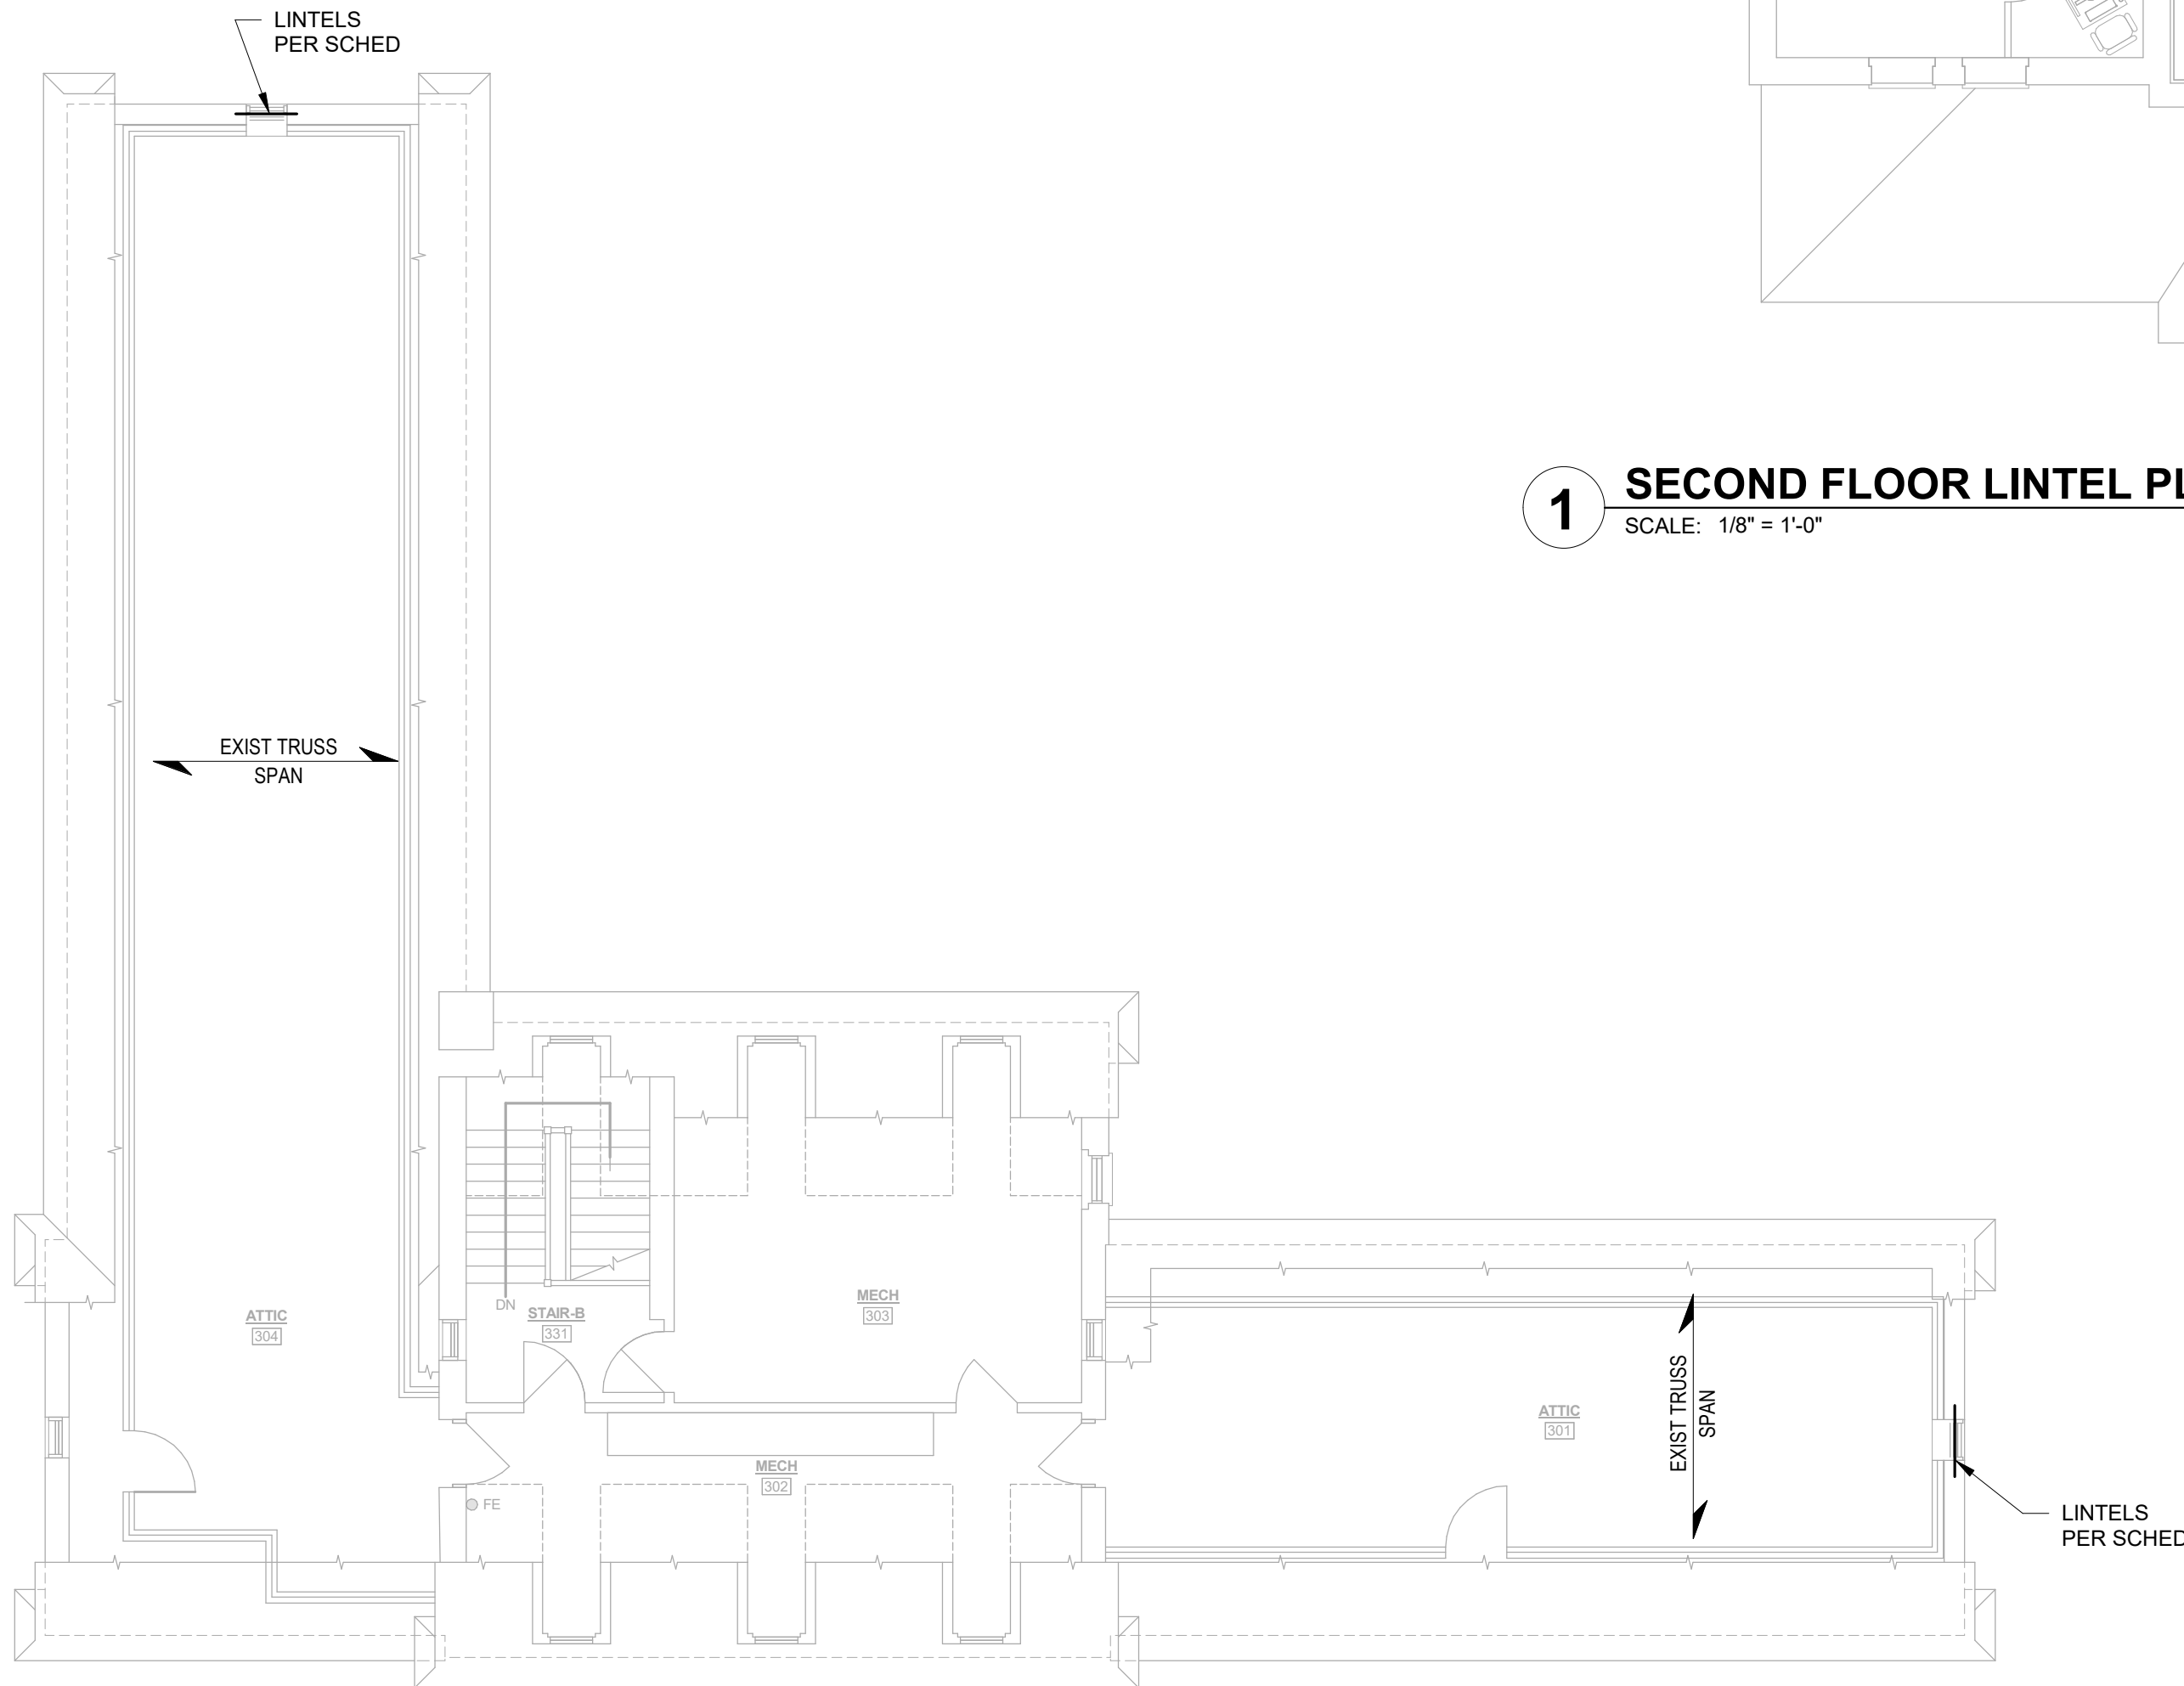 LINTELS
PER SCHED
1
SECOND FLOOR LINTEL
SCALE: 1/8" = 1'-0"
EXIST TRUSS
SPAN
DN
STAIR-B
331
MECH
303
ATTIC
304
EXIST TRUSS
SPAN
ATTIC
301
MECH
302
FE
LINTELS
PER SCHED